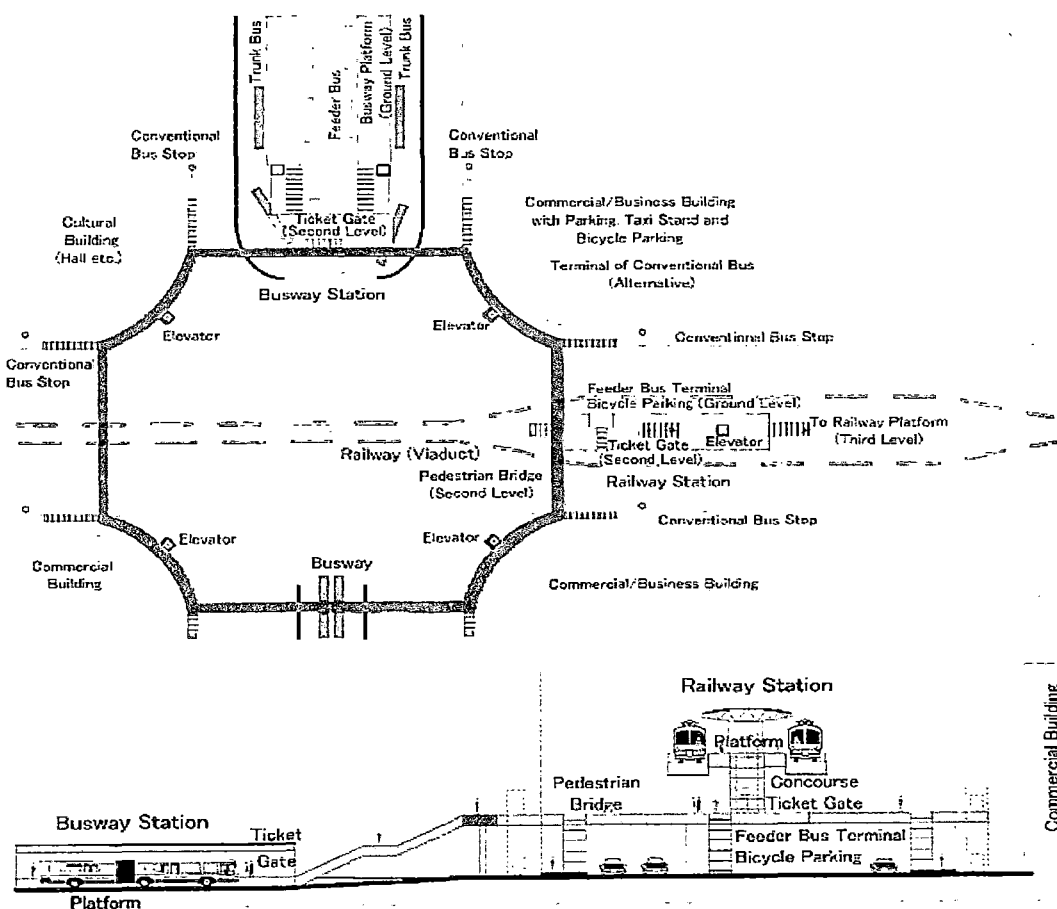 Trunk Bus
Feeder Bus
Busway Platform
(Ground Level)
Trunk Bus
Conventional
Bus Stop
Conventional
Bus Stop
Cultural
Building
(Hall etc.)
Ticket Gate
(Second Level)
Commercial/Business Building
with Parking, Taxi Stand and
Bicycle Parking
Terminal of Conventional Bus
(Alternative)
Busway Station
Elevator
Elevator
Conventional Bus Stop
Conventional
Bus Stop
Feeder Bus Terminal
Bicycle Parking (Ground Level)
To Railway Platform
(Third Level)
Elevator
Ticket Gate
(Second Level)
Railway (Viaduct)
Pedestrian Bridge
(Second Level)
Railway Station
Conventional Bus Stop
Elevator
Elevator
Commercial
Building
Busway
Commercial/Business Building
Railway Station
Platform
Commercial Building
Pedestrian
Bridge
Concourse
Ticket Gate
Busway Station
Ticket
Gate
Feeder Bus Terminal
Bicycle Parking
Platform